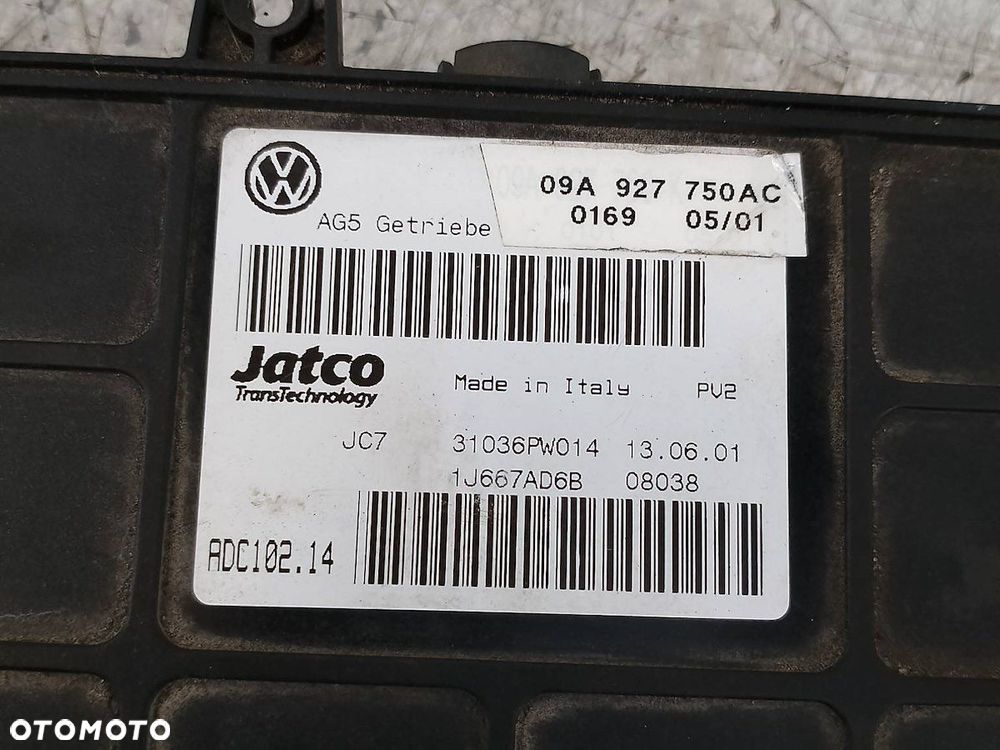 09A 927 750AC
0169 05/01
AG5 Getriebe
Jatco
TransTechnology
Made in Italy PV2
JC7 31036PW014 13.06.01
1J667AD6B 08038
ADC102.14
OTOMOTO